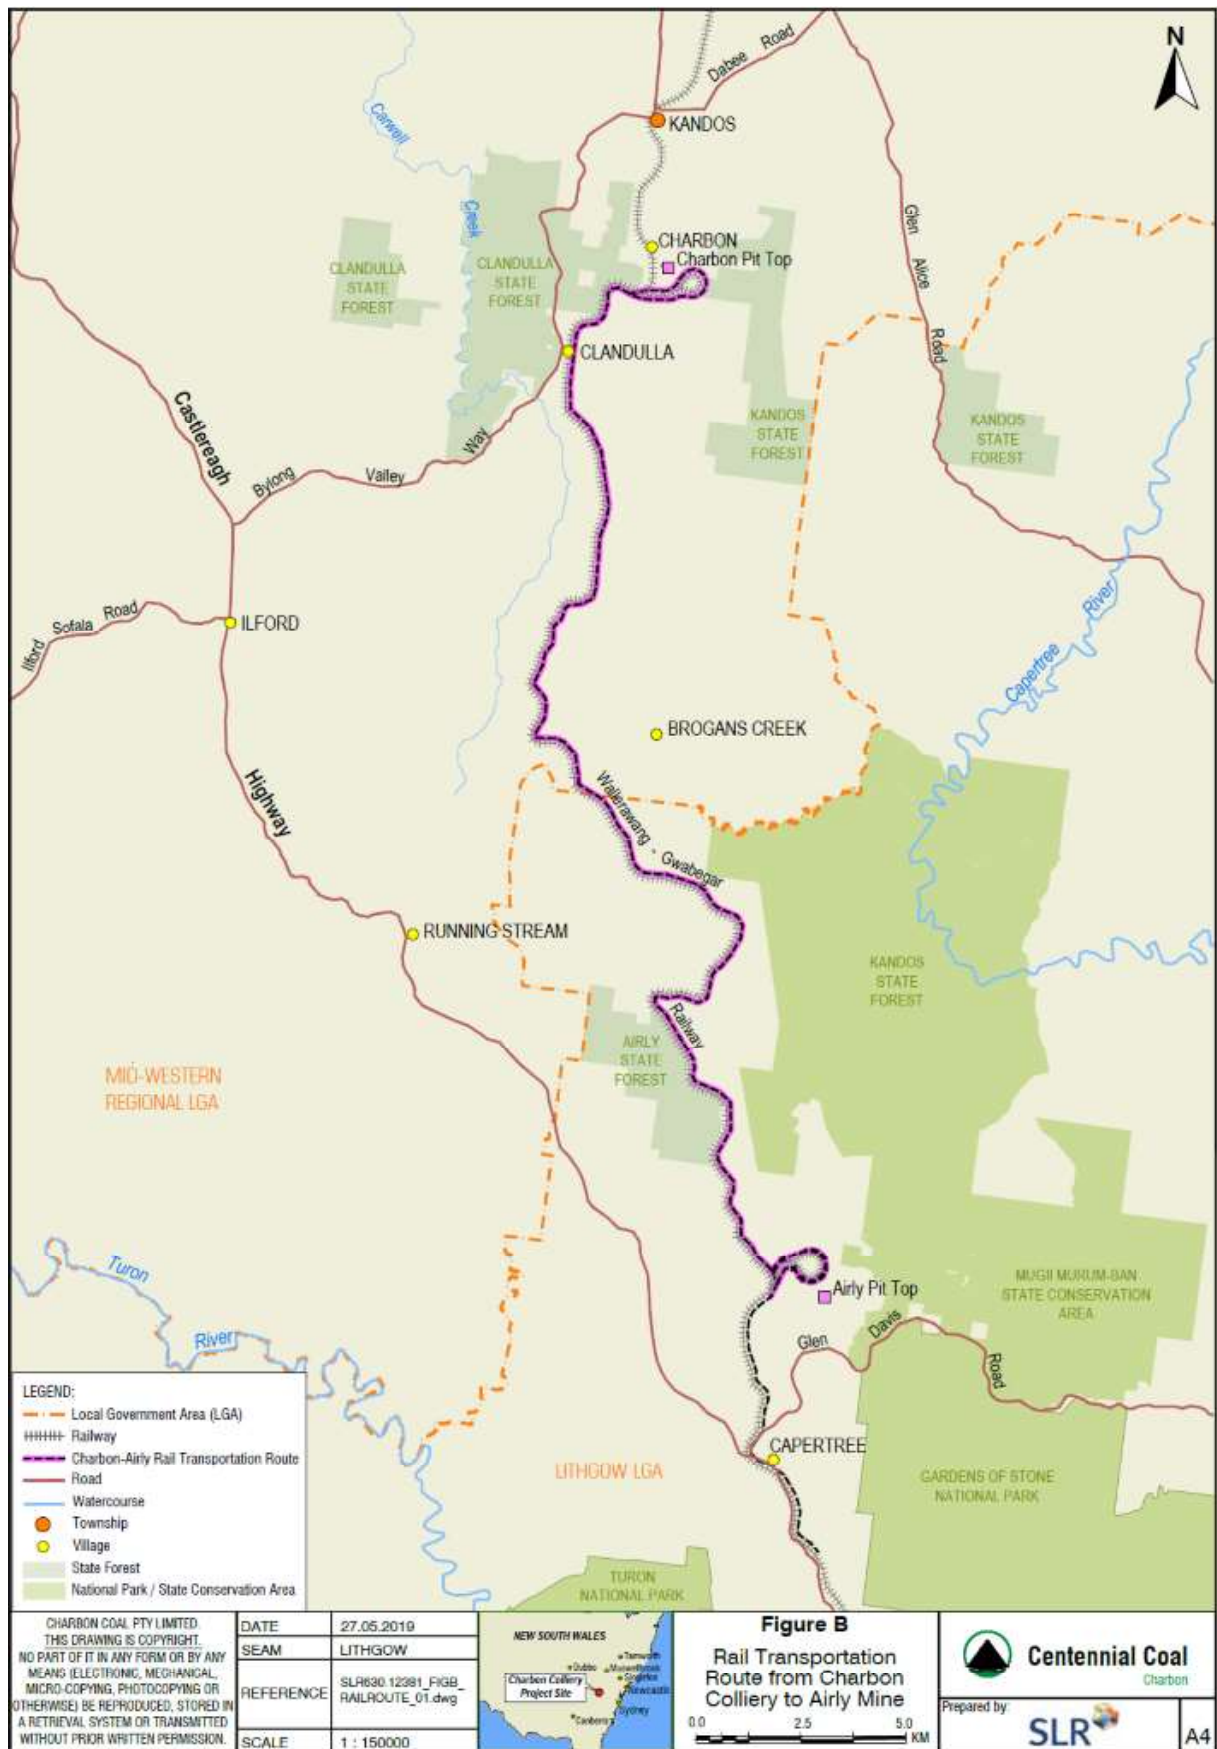 N
Dabee Road
KANDOS
Carwell
Creek
Glen
Alice
Road
CHARBON
Charbon Pit Top
CLANDULLA
STATE
FOREST
CLANDULLA
STATE
FOREST
CLANDULLA
KANDOS
STATE
FOREST
KANDOS
STATE
FOREST
Castlereagh
Bylong
Valley
Way
Ilford
Sofala
Road
ILFORD
Capertree
River
BROGANS CREEK
Highway
Wallerawang - Gwabegar
RUNNING STREAM
KANDOS
STATE
FOREST
Railway
AIRLY
STATE
FOREST
MID-WESTERN
REGIONAL LGA
Turon
River
Airly Pit Top
MUGII MURUM-BAN
STATE CONSERVATION
AREA
Glen
Davis
Road
CAPERTREE
LITHGOW LGA
GARDENS OF STONE
NATIONAL PARK
TURON
NATIONAL PARK
LEGEND:
Local Government Area (LGA)
Railway
Charbon-Airly Rail Transportation Route
Road
Watercourse
Township
Village
State Forest
National Park / State Conservation Area
CHARBON COAL PTY LIMITED.
THIS DRAWING IS COPYRIGHT.
NO PART OF IT IN ANY FORM OR BY ANY
MEANS (ELECTRONIC, MECHANICAL,
MICRO-COPYING, PHOTOCOPYING OR
OTHERWISE) BE REPRODUCED, STORED IN
A RETRIEVAL SYSTEM OR TRANSMITTED
WITHOUT PRIOR WRITTEN PERMISSION.
DATE 27.05.2019
SEAM LITHGOW
REFERENCE SLR630.12381_FIGB_
RAILROUTE_01.dwg
SCALE 1 : 150000
NEW SOUTH WALES
Tamworth
Dubbo
Muswellbrook
Singleton
Newcastle
Charbon Colliery
Project Site
Sydney
Canberra
Figure B
Rail Transportation
Route from Charbon
Colliery to Airly Mine
0.0 2.5 5.0
KM
Centennial Coal
Charbon
Prepared by:
SLR
A4